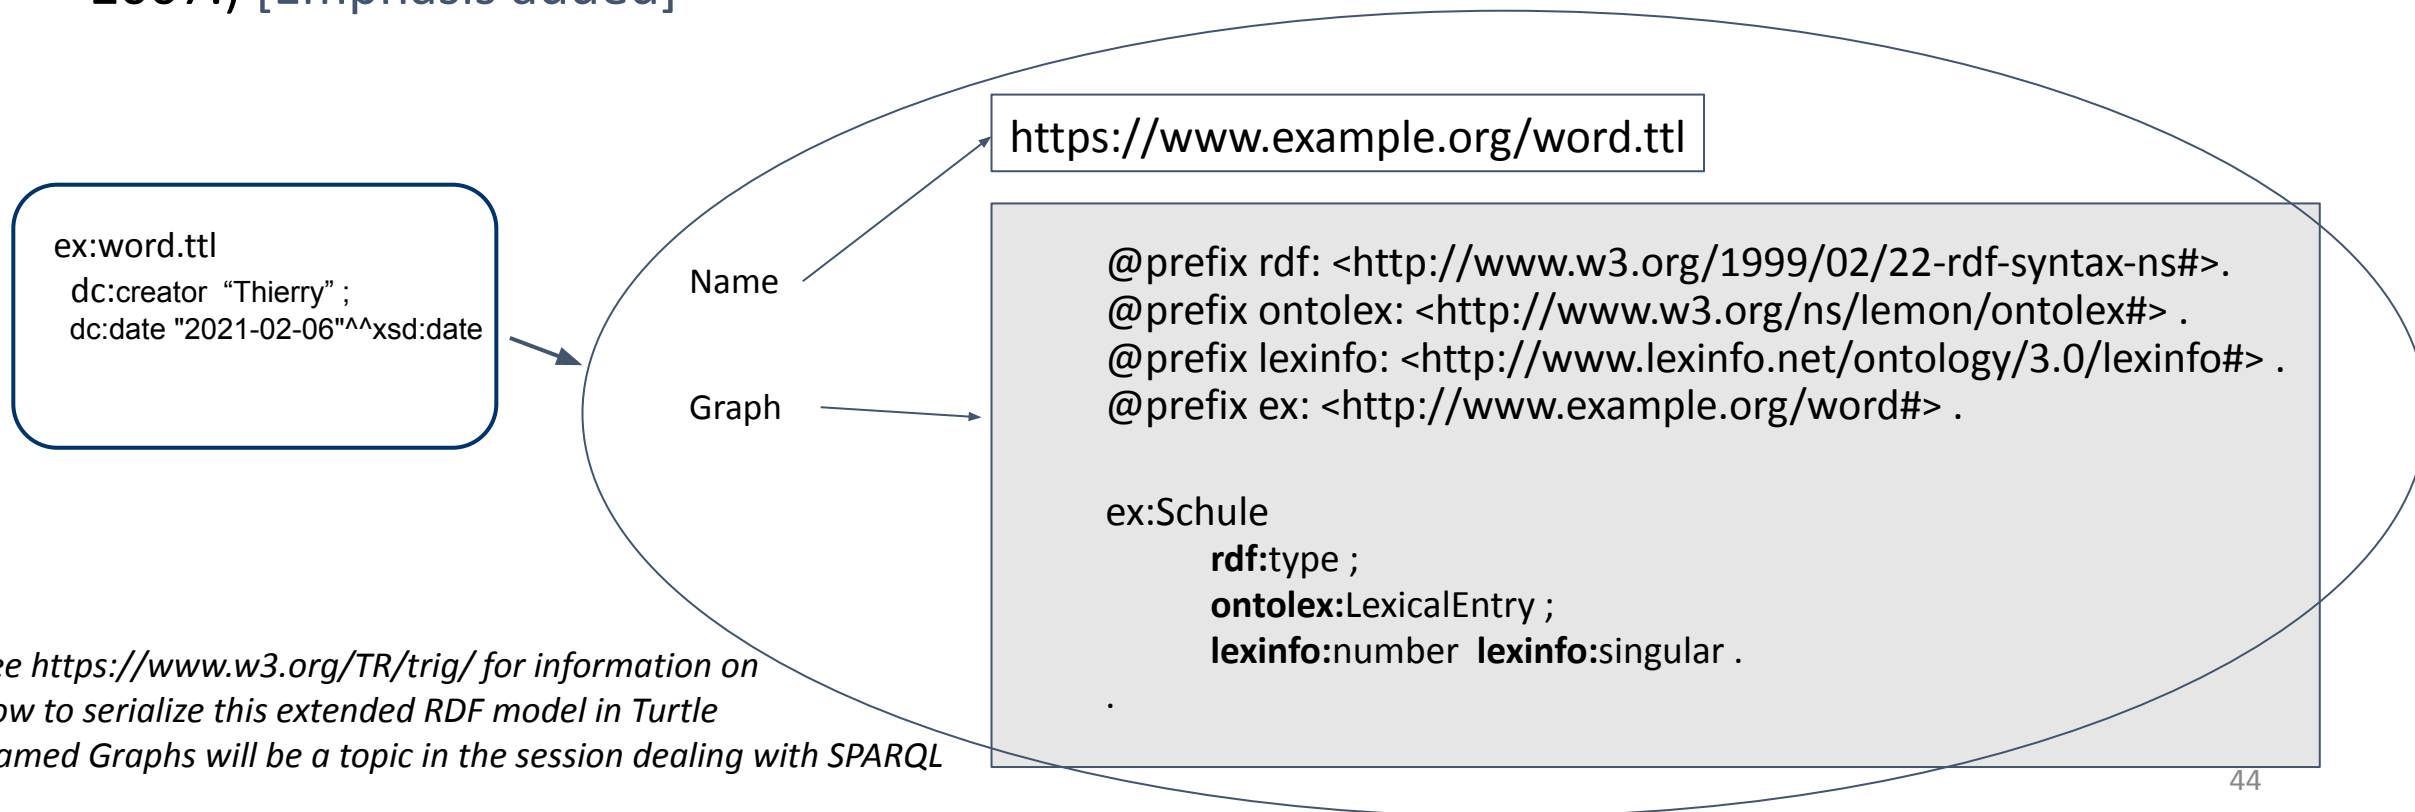 [Emphasis added]
https://www.example.org/word.ttl
ex:word.ttl
dc:creator “Thierry” ;
dc:date "2021-02-06"^^xsd:date
Name
Graph
@prefix rdf: <http://www.w3.org/1999/02/22-rdf-syntax-ns#>.
@prefix ontolex: <http://www.w3.org/ns/lemon/ontolex#> .
@prefix lexinfo: <http://www.lexinfo.net/ontology/3.0/lexinfo#> .
@prefix ex: <http://www.example.org/word#> .
ex:Schule
rdf:type ;
ontolex:LexicalEntry ;
lexinfo:number lexinfo:singular .
.
ee https://www.w3.org/TR/trig/ for information on
ow to serialize this extended RDF model in Turtle
amed Graphs will be a topic in the session dealing with SPARQL
44